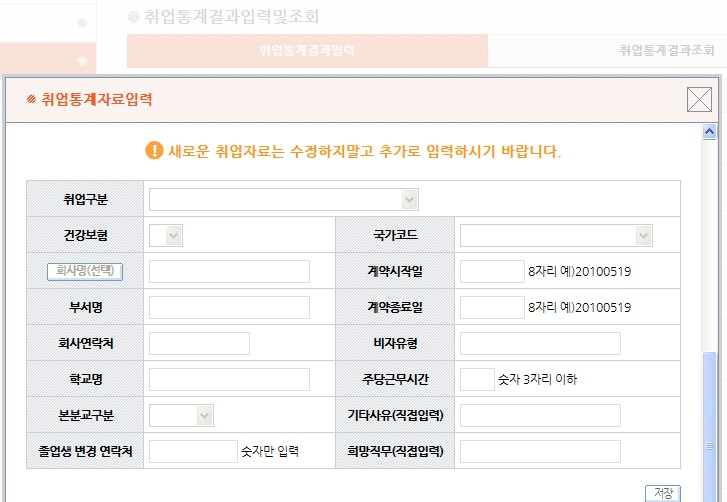 취업통계결과입력및조회
취업통계결과입력 취업통계결과조회
취업통계자료입력
새로운 취업자료는 수정하지말고 추가로 입력하시기 바랍니다.
취업구분
건강보험 국가코드
회사명(선택) 계약시작일 8자리 예)20100519
부서명 계약종료일 8자리 예)20100519
회사연락처 비자유형
학교명 주당근무시간 숫자 3자리 이하
본분교구분 기타사유(직접입력)
졸업생 변경 연락처 숫자만 입력 희망직무(직접입력)
저장